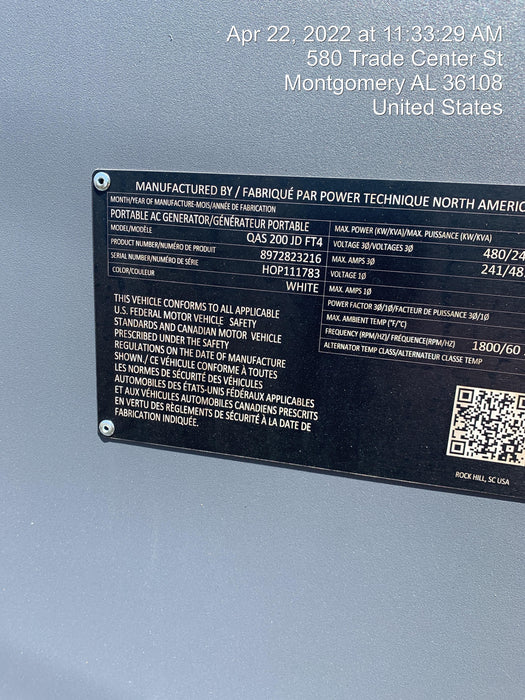 Apr 22, 2022 at 11:33:29 AM
580 Trade Center St
Montgomery AL 36108
United States
MANUFACTURED BY / FABRIQUÉ PAR POWER TECHNIQUE NORTH AMERIC
MONTH/YEAR OF MANUFACTURE-MOIS/ANNÉE DE FABRICATION
PORTABLE AC GENERATOR/GÉNÉRATEUR PORTABLE
MODEL/MODÈLE QAS 200 JD FT4
PRODUCT NUMBER/NUMÉRO DE PRODUIT 8972823216
SERIAL NUMBER/NUMÉRO DE SÉRIE HOP111783
COLOR/COULEUR WHITE
THIS VEHICLE CONFORMS TO ALL APPLICABLE
U.S. FEDERAL MOTOR VEHICLE SAFETY
STANDARDS AND CANADIAN MOTOR VEHICLE
PRESCRIBED UNDER THE SAFETY
REGULATIONS ON THE DATE OF MANUFACTURE
SHOWN./ CE VÉHICULE CONFORME À TOUTES
LES NORMES DE SÉCURITÉ DES VÉHICULES
AUTOMOBILES DES ÉTATS-UNIS FÉDÉRAUX APPLICABLES
ET AUX VÉHICULES AUTOMOBILES CANADIENS PRESCRITS
EN VERTU DES RÈGLEMENTS DE SÉCURITÉ À LA DATE DE
FABRICATION INDIQUÉE.
MAX. POWER (KW/KVA)/MAX. PUISSANCE (KW/KVA)
VOLTAGE 3Ø/VOLTAGES 3Ø 480/24
MAX. AMPS 3Ø 241/48
VOLTAGE 1Ø
MAX. AMPS 1Ø
POWER FACTOR 3Ø/1Ø/FACTEUR DE PUISSANCE 3Ø/1Ø
MAX. AMBIENT TEMP (°F/°C)
FREQUENCY (RPM/HZ)/ FRÉQUENCE(RPM/HZ) 1800/60
ALTERNATOR TEMP CLASS/ALTERNATEUR CLASSE TEMP
ROCK HILL, SC USA